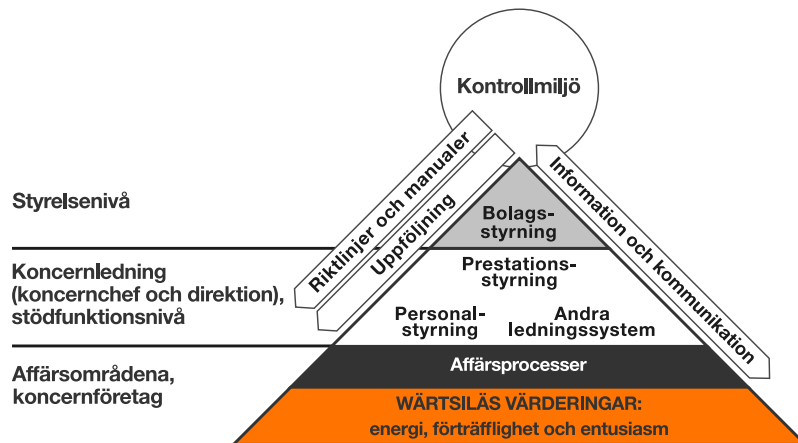 Kontrollmiljö
Riktlinjer och manualer
Uppföljning
Information och kommunikation
Styrelsenivå
Bolags-
styrning
Koncernledning
(koncernchef och direktion),
stödfunktionsnivå
Prestations-
styrning
Personal-
styrning
Andra
ledningssystem
Affärsområdena,
koncernföretag
Affärsprocesser
WÄRTSILÄS VÄRDERINGAR:
energi, förträfflighet och entusiasm